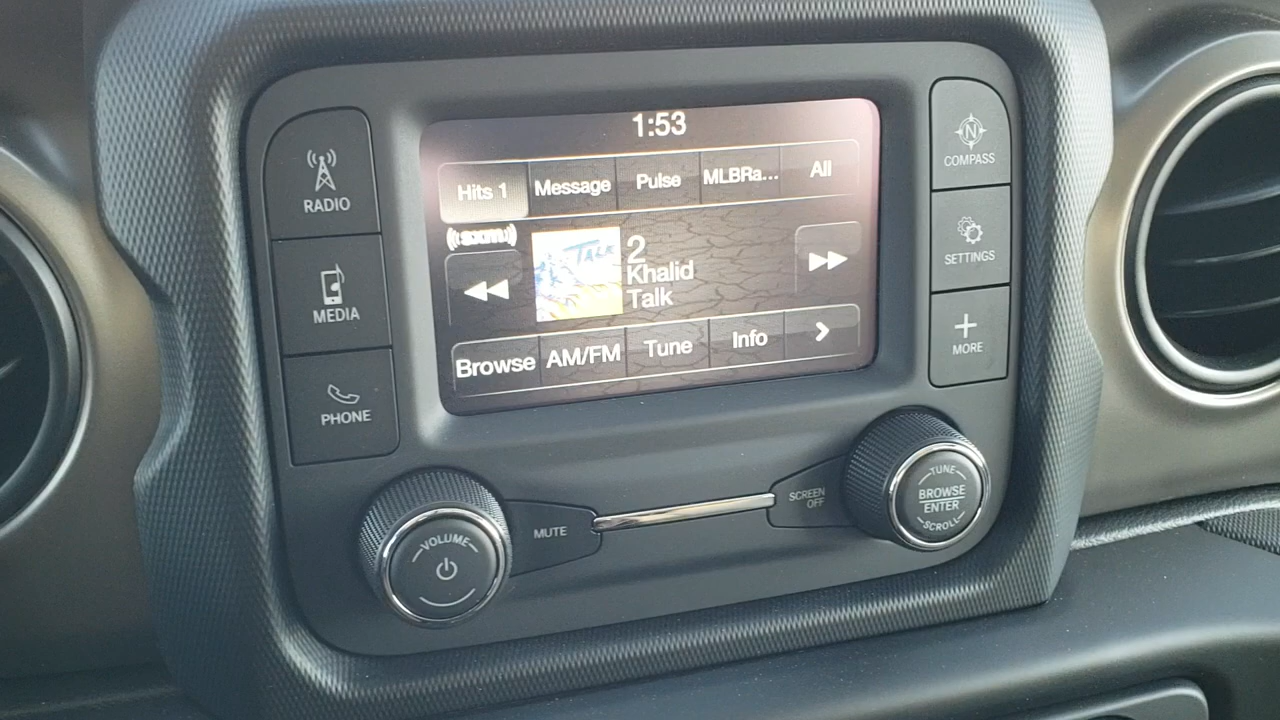 1:53
Hits 1 Message Pulse MLBRa... All
((sxm))
TALK
2
Khalid
Talk
Browse AM/FM Tune Info >
RADIO
MEDIA
PHONE
N
COMPASS
SETTINGS
+
MORE
VOLUME
MUTE
SCREEN
OFF
TUNE
BROWSE
ENTER
SCROLL